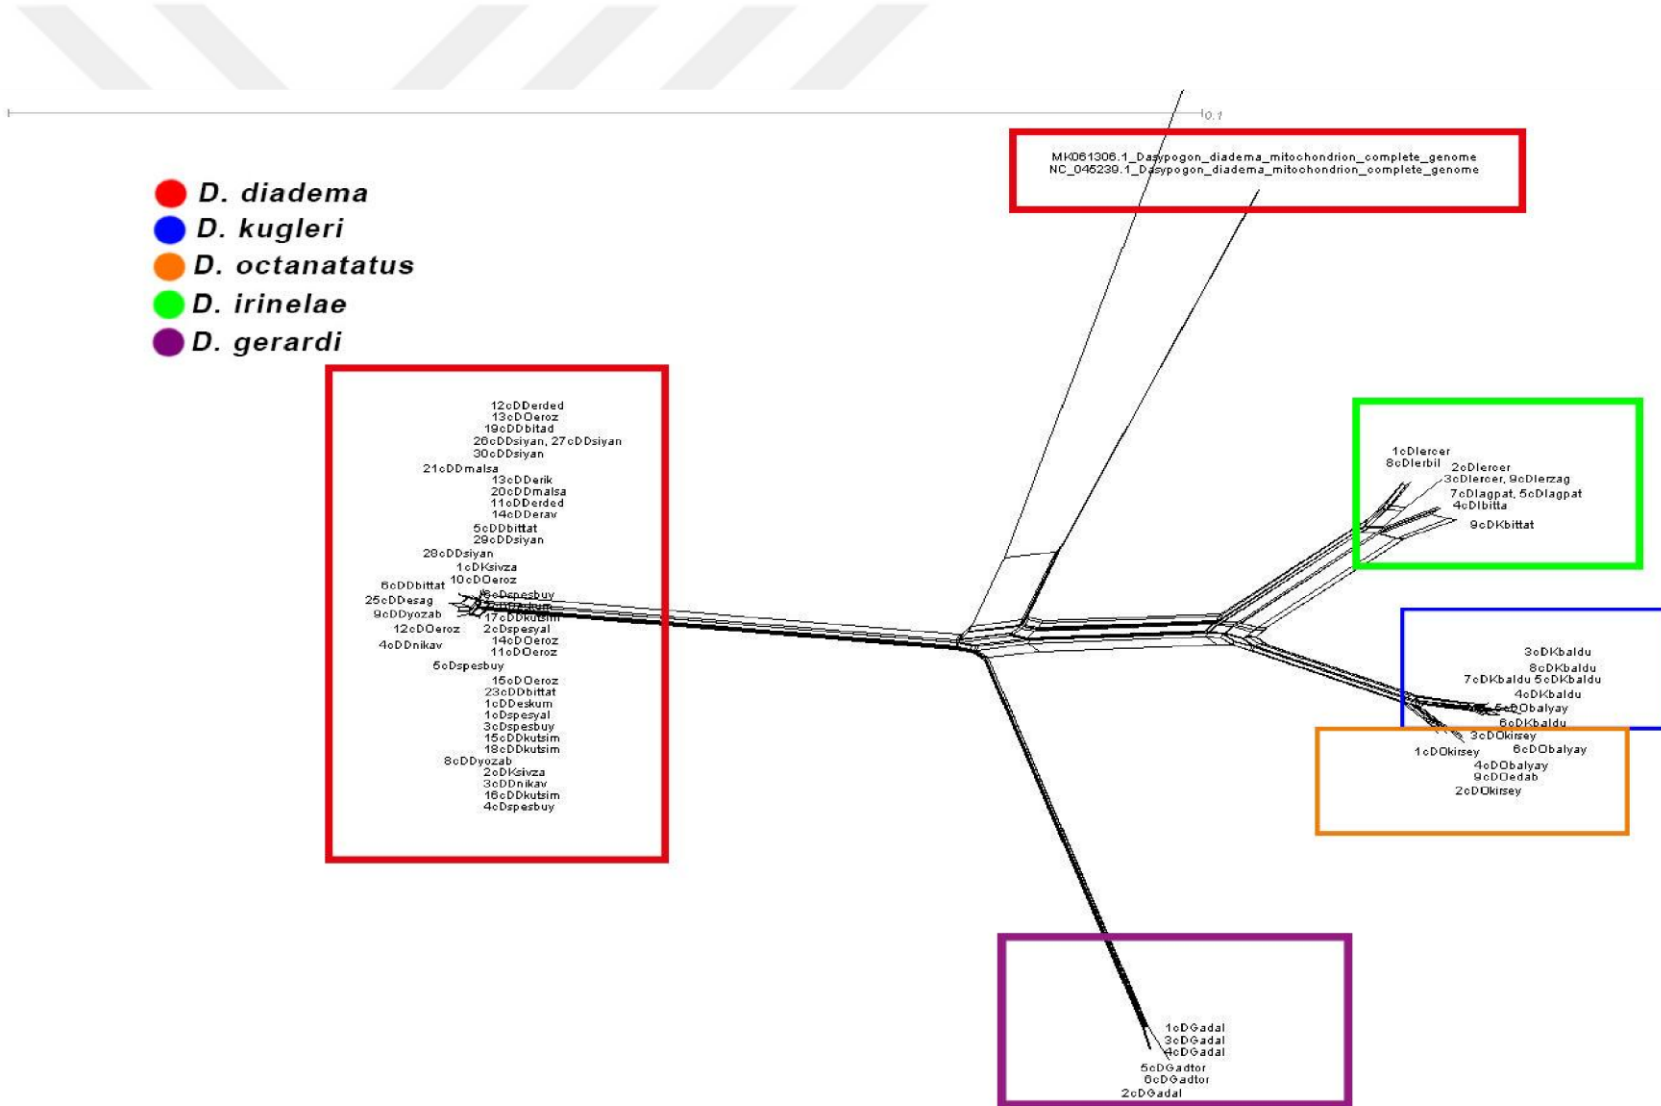 0.1
MK061306.1_Dasypogon_diadema_mitochondrion_complete_genome
NC_045239.1_Dasypogon_diadema_mitochondrion_complete_genome
D. diadema
D. kugleri
D. octanatatus
D. irinelae
D. gerardi
12cDDerded
13cDOeroz
19cDDbitad
26cDDsiyan, 27cDDsiyan
30cDDsiyan
21cDDmalsa
13cDDerik
20cDDmalsa
11cDDerded
14cDDerav
5cDDbittat
29cDDsiyan
28cDDsiyan
1cDKsivza
10cDOeroz
6cDDbittat
6cDspesbuy
25cDDesag
9cDDyozab
17cDDkutsim
12cDOeroz
2cDspesyal
14cDOeroz
4cDDnikav
11cDOeroz
5cDspesbuy
15cDOeroz
23cDDbittat
1cDDeskum
1cDspesyal
3cDspesbuy
15cDDkutsim
18cDDkutsim
8cDDyozab
2cDKsivza
3cDDnikav
16cDDkutsim
4cDspesbuy
1cDIercer
8cDIerbil
2cDIercer
3cDIercer, 9cDIerzag
7cDIagpat, 5cDIagpat
4cDIbitta
9cDKbittat
3cDKbaldu
8cDKbaldu
7cDKbaldu 5cDKbaldu
4cDKbaldu
5cDObalyay
6cDKbaldu
3cDOkirsey
1cDOkirsey
6cDObalyay
4cDObalyay
9cDOedab
2cDOkirsey
1cDGadal
3cDGadal
4cDGadal
5cDGadtor
6cDGadtor
2cDGadal